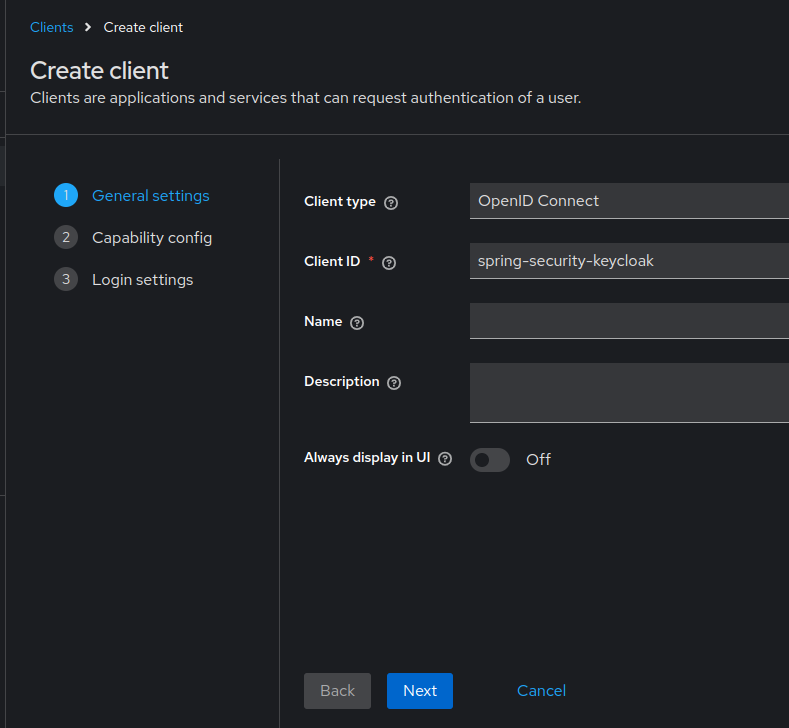 Clients > Create client
Create client
Clients are applications and services that can request authentication of a user.
1 General settings
2 Capability config
3 Login settings
Client type ?
OpenID Connect
Client ID * ?
spring-security-keycloak
Name ?
Description ?
Always display in UI ?
Off
Back Next Cancel